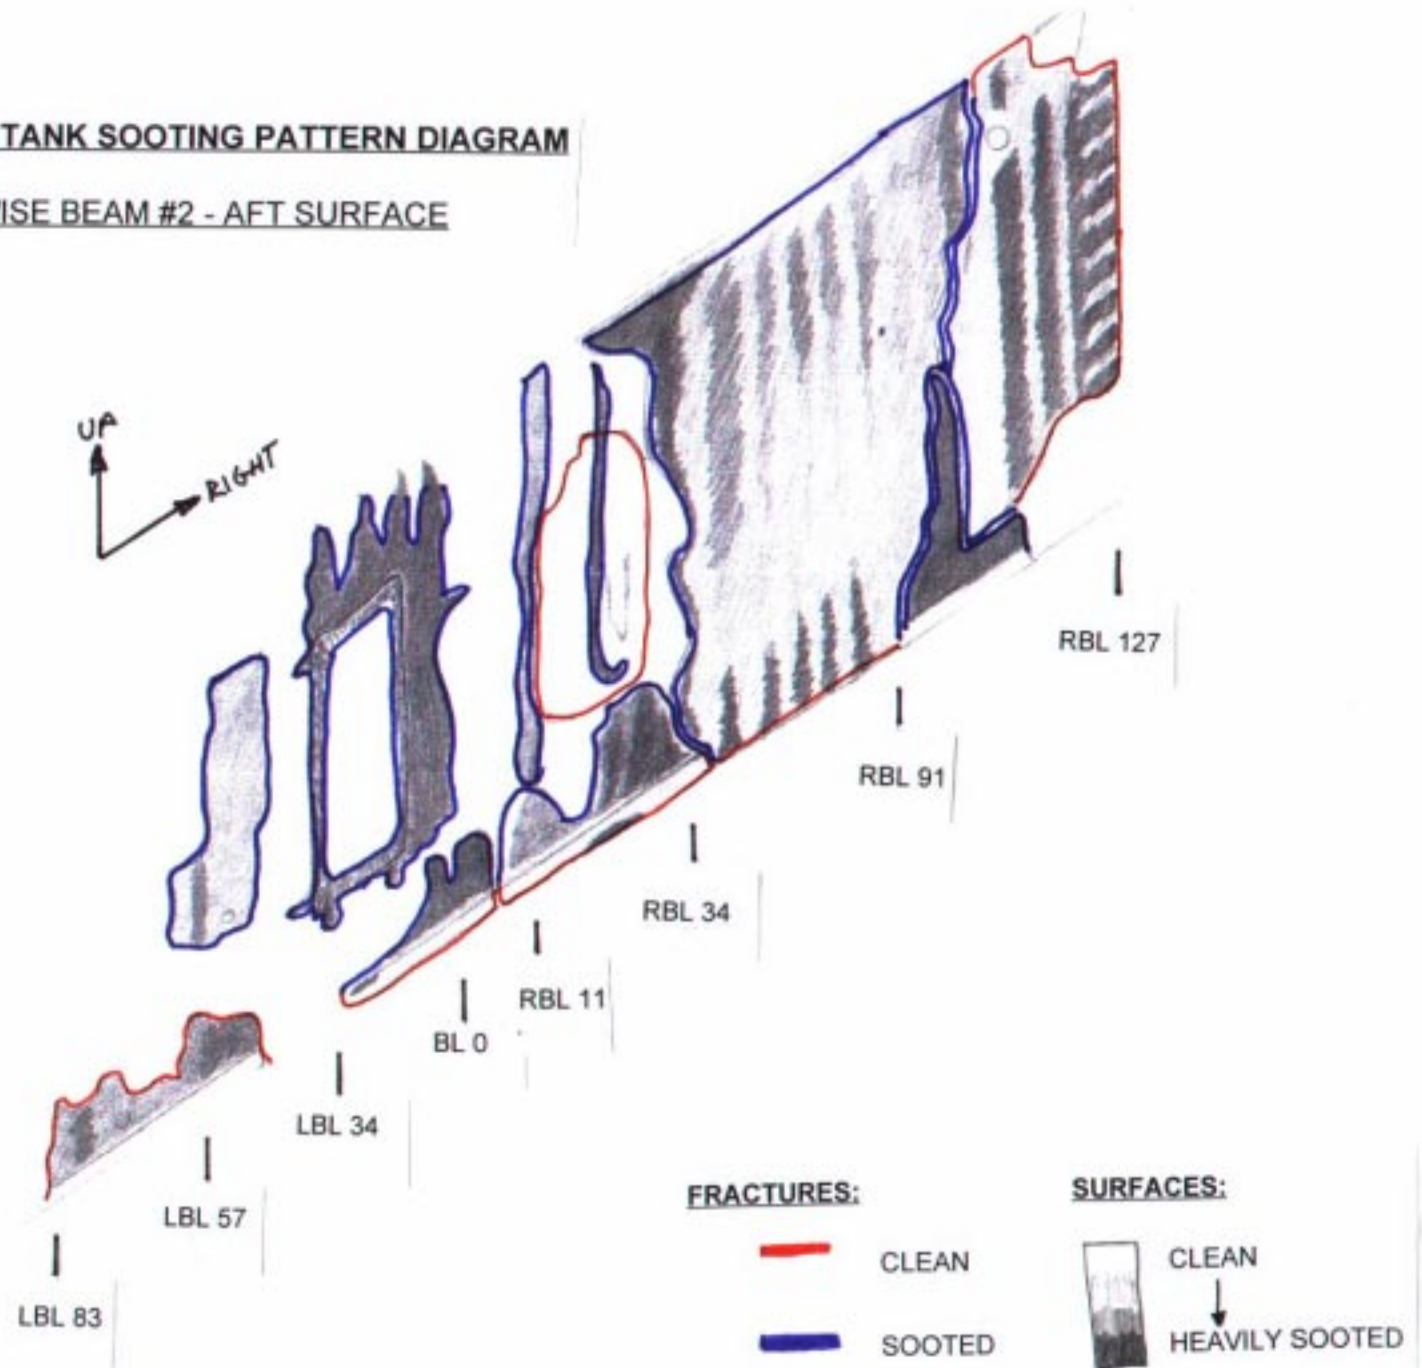 TANK SOOTING PATTERN DIAGRAM
ISE BEAM #2 - AFT SURFACE
UP
RIGHT
RBL 127
RBL 91
RBL 34
RBL 11
BL 0
LBL 34
LBL 57
LBL 83
FRACTURES:
CLEAN
SOOTED
SURFACES:
CLEAN
HEAVILY SOOTED